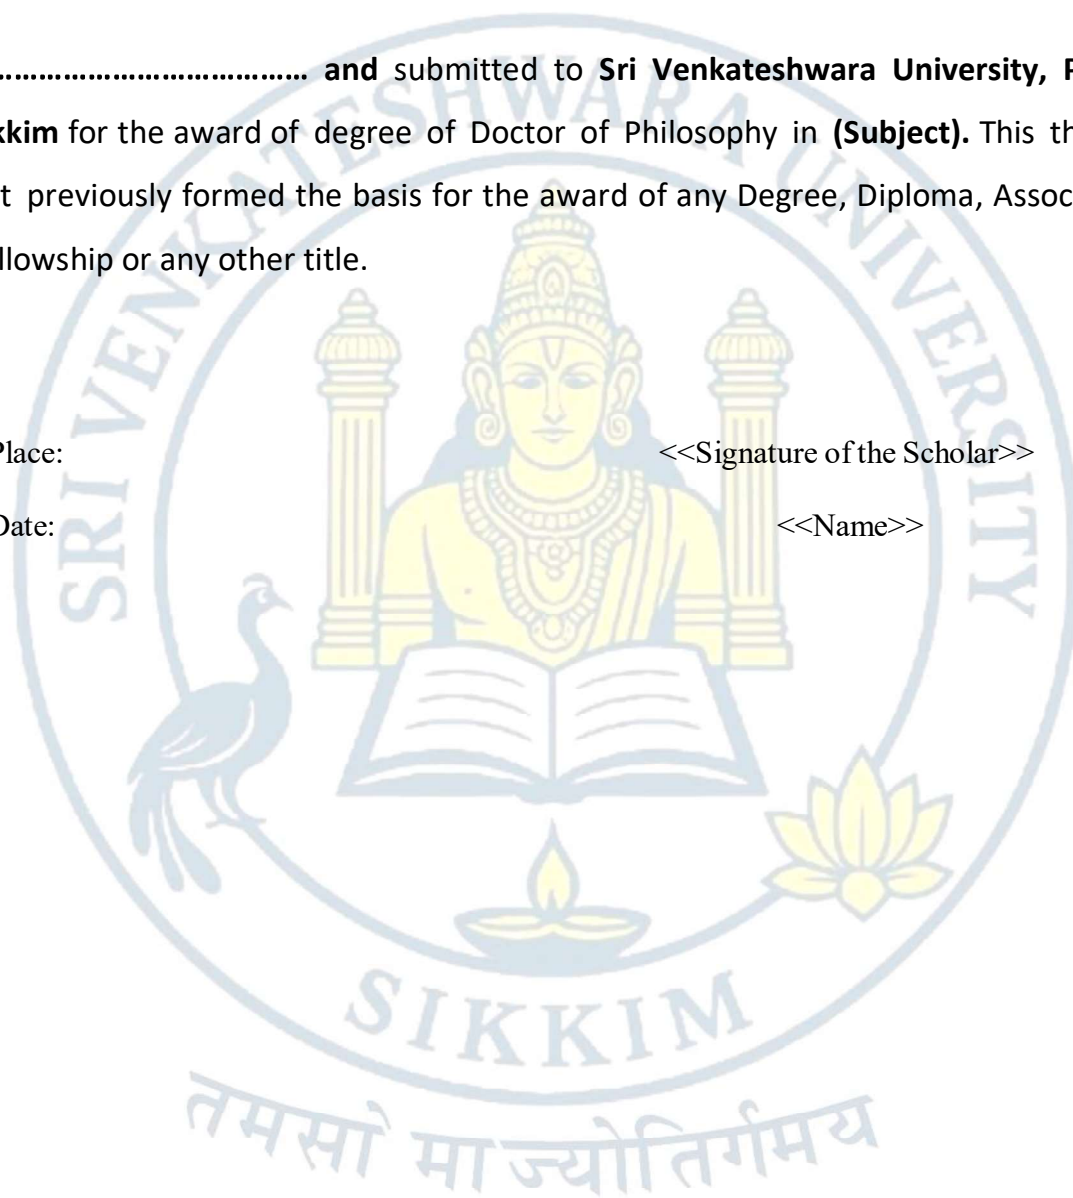 ……………………………… and submitted to Sri Venkateshwara University, P
kkim for the award of degree of Doctor of Philosophy in (Subject). This th
t previously formed the basis for the award of any Degree, Diploma, Assoc
llowship or any other title.
Place: <<Signature of the Scholar>>
Date: <<Name>>
SRI VENKATESHWARA UNIVERSITY
SIKKIM
तमसो मा ज्योतिर्गमय